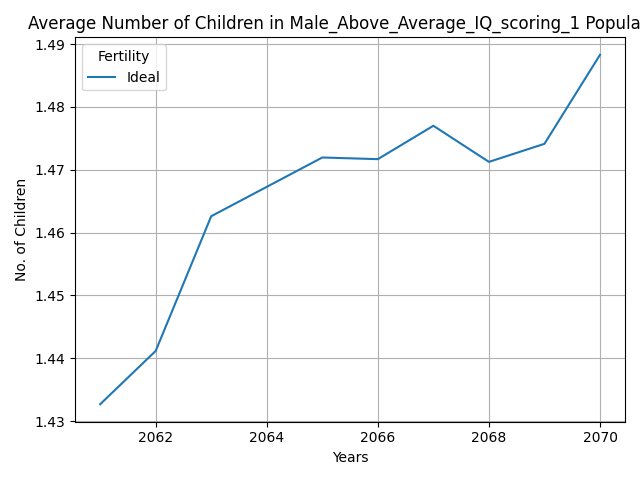 Average Number of Children in Male_Above_Average_IQ_scoring_1 Popula
1.49
1.48
1.47
1.46
1.45
1.44
1.43
No. of Children
Fertility
Ideal
2062 2064 2066 2068 2070
Years